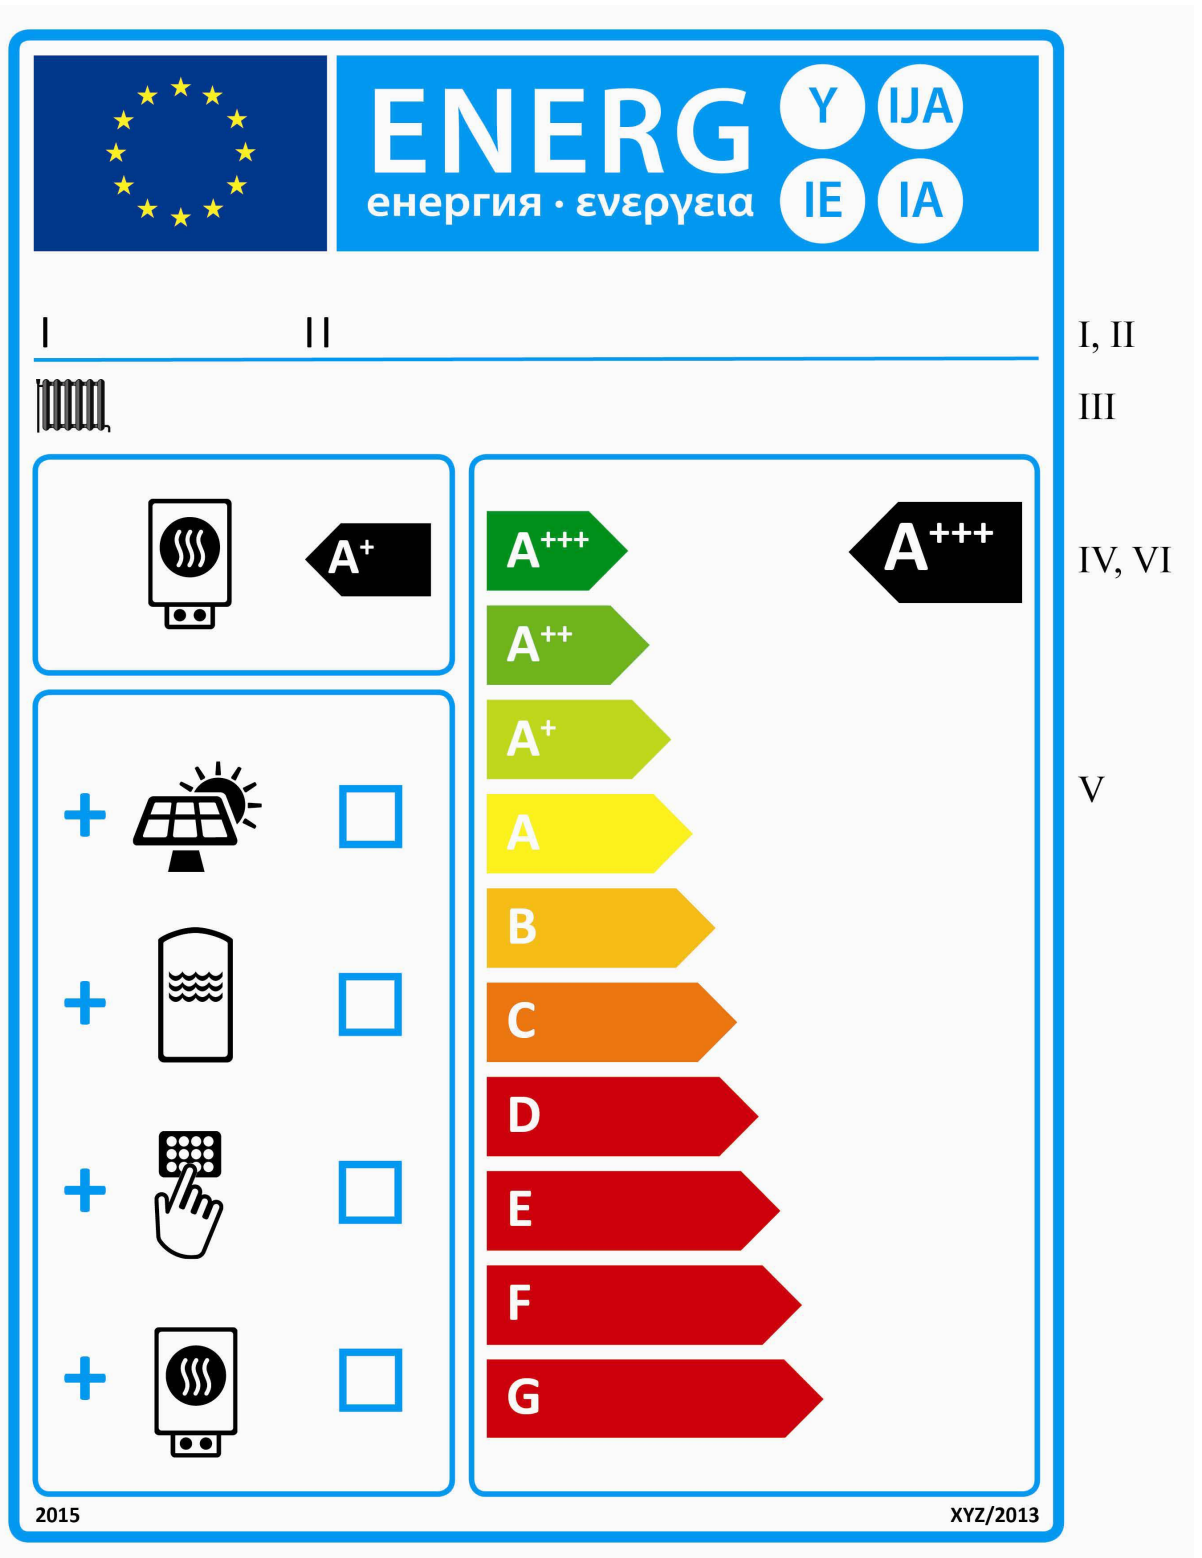 ENERG Y IJA
енергия · ενεργεια IE IA
I II I, II
III
A+ A+++ A+++ IV, VI
A++
A+
A V
B
C
D
E
F
G
2015 XYZ/2013